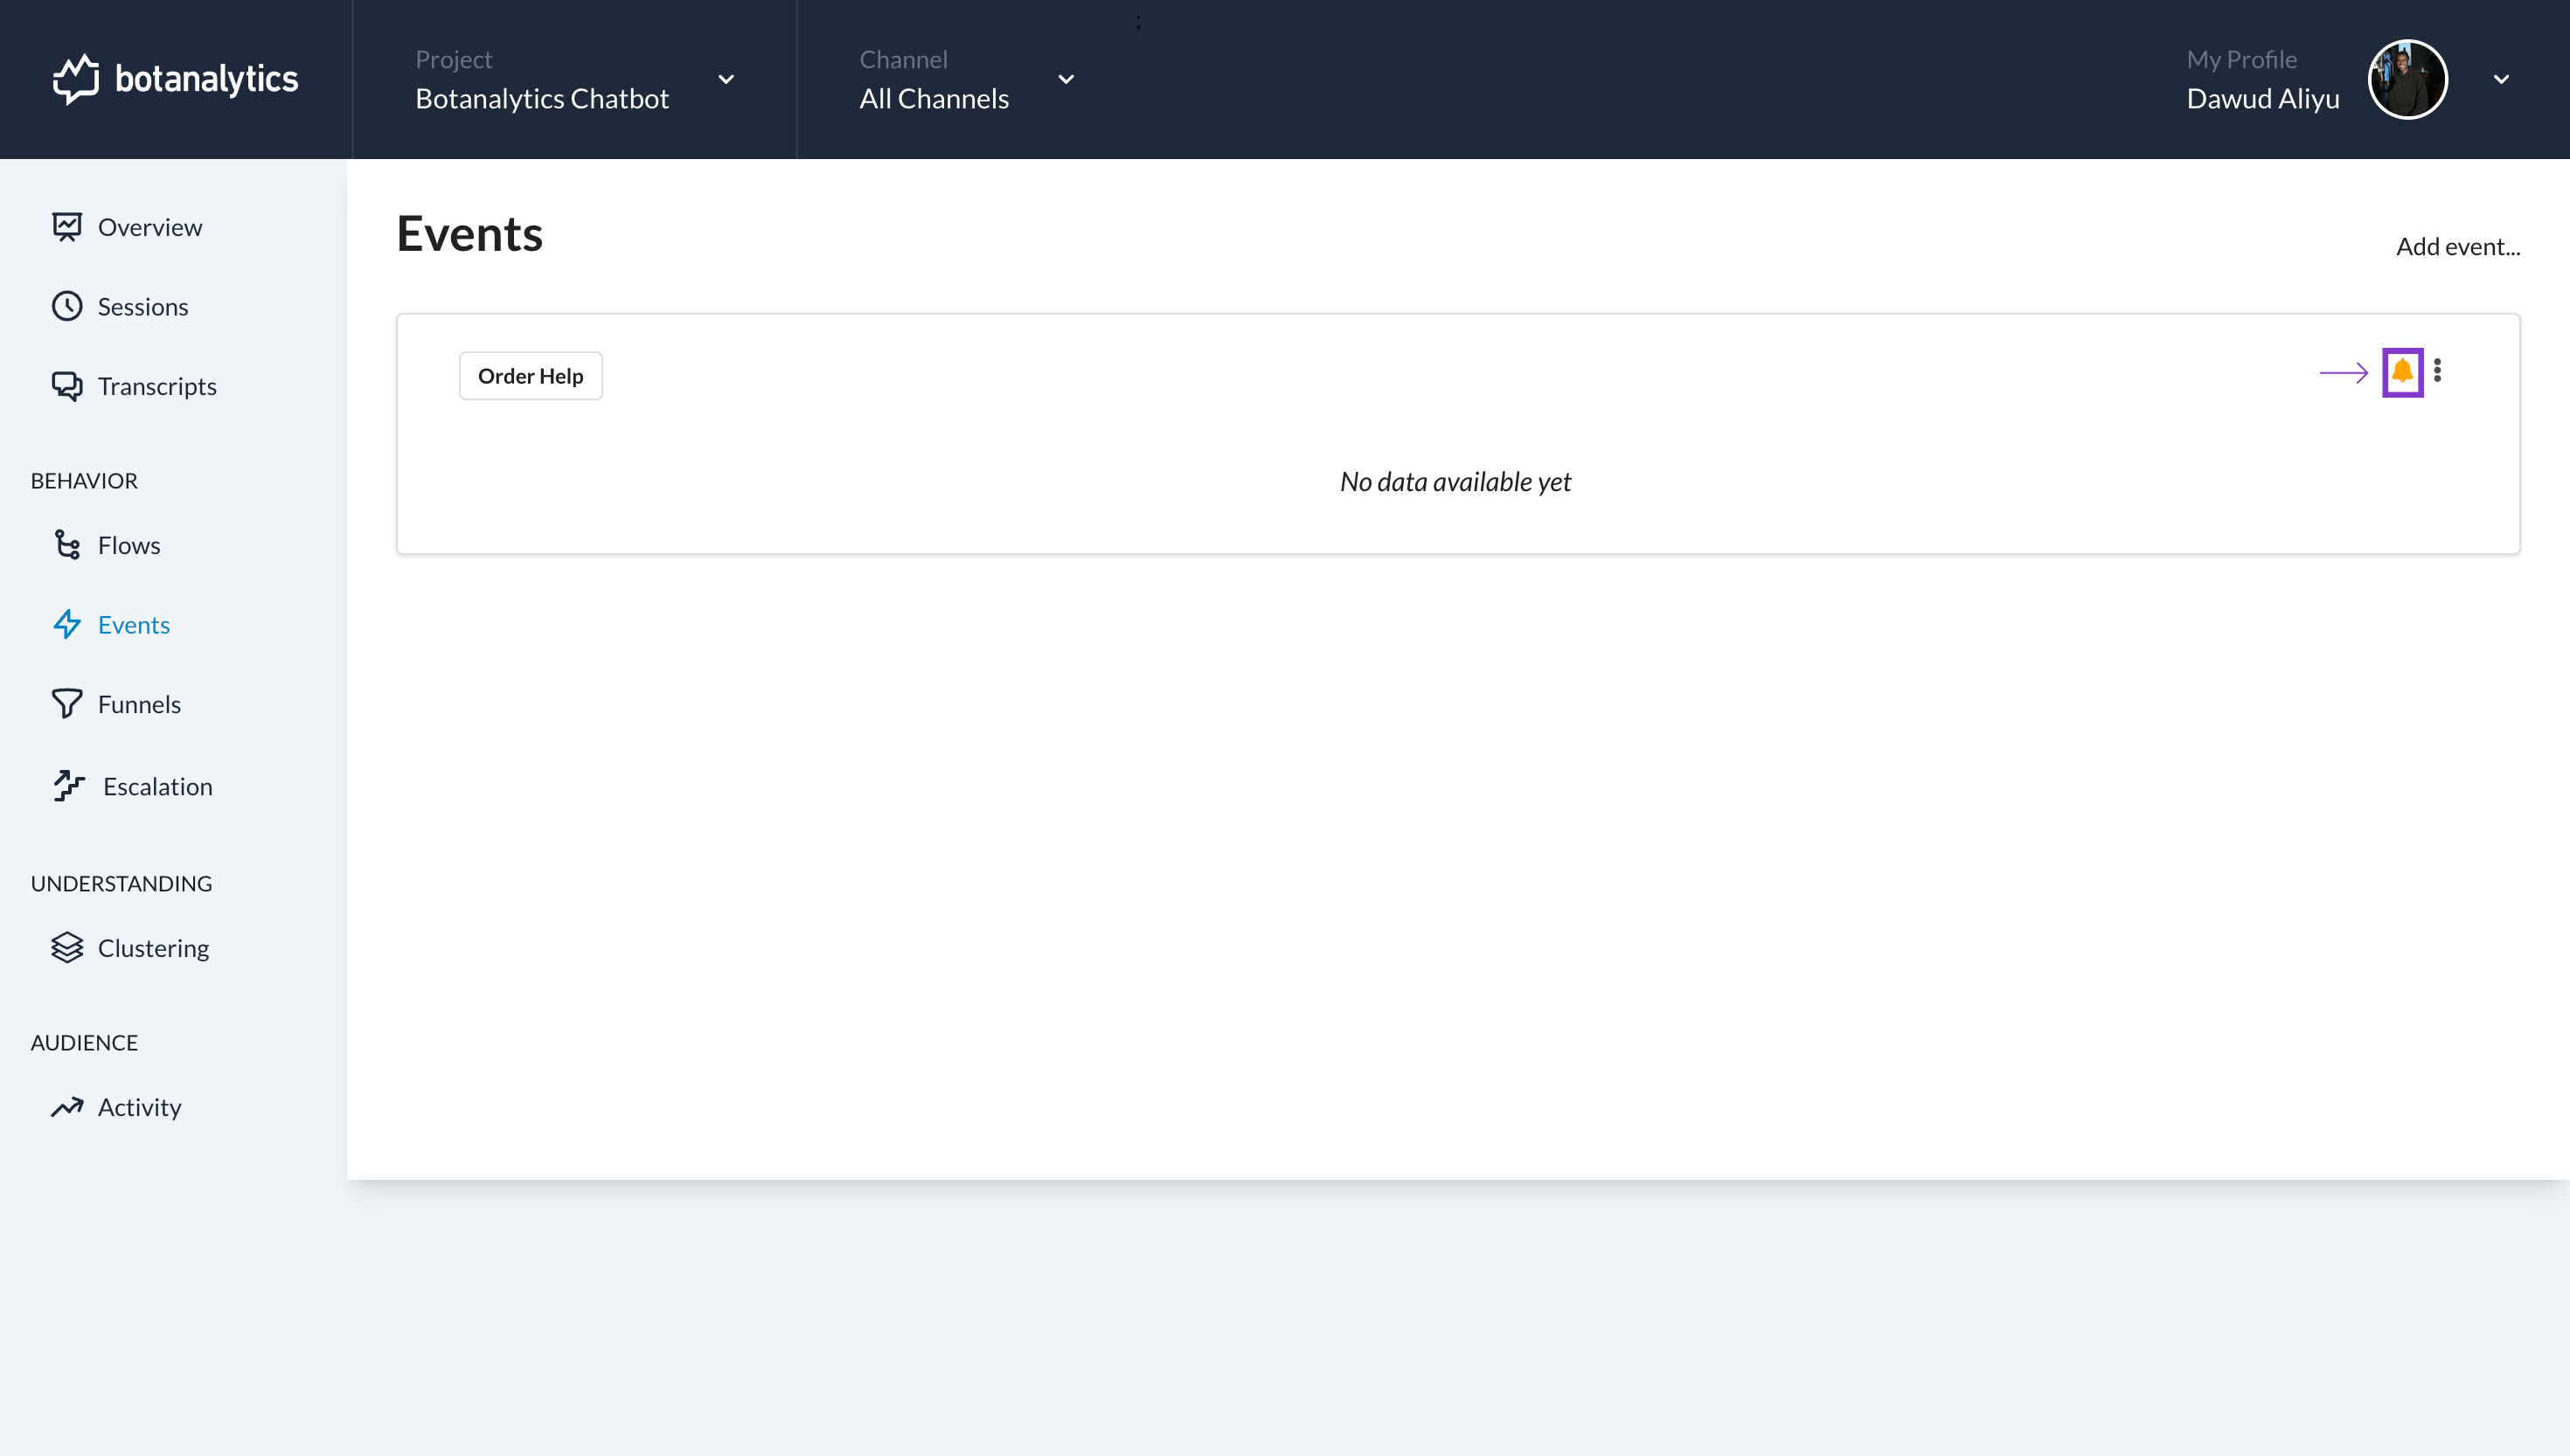 botanalytics
Project
Botanalytics Chatbot
Channel
All Channels
;
My Profile
Dawud Aliyu
Overview
Sessions
Transcripts
BEHAVIOR
Flows
Events
Funnels
Escalation
UNDERSTANDING
Clustering
AUDIENCE
Activity
Events
Add event...
Order Help
No data available yet